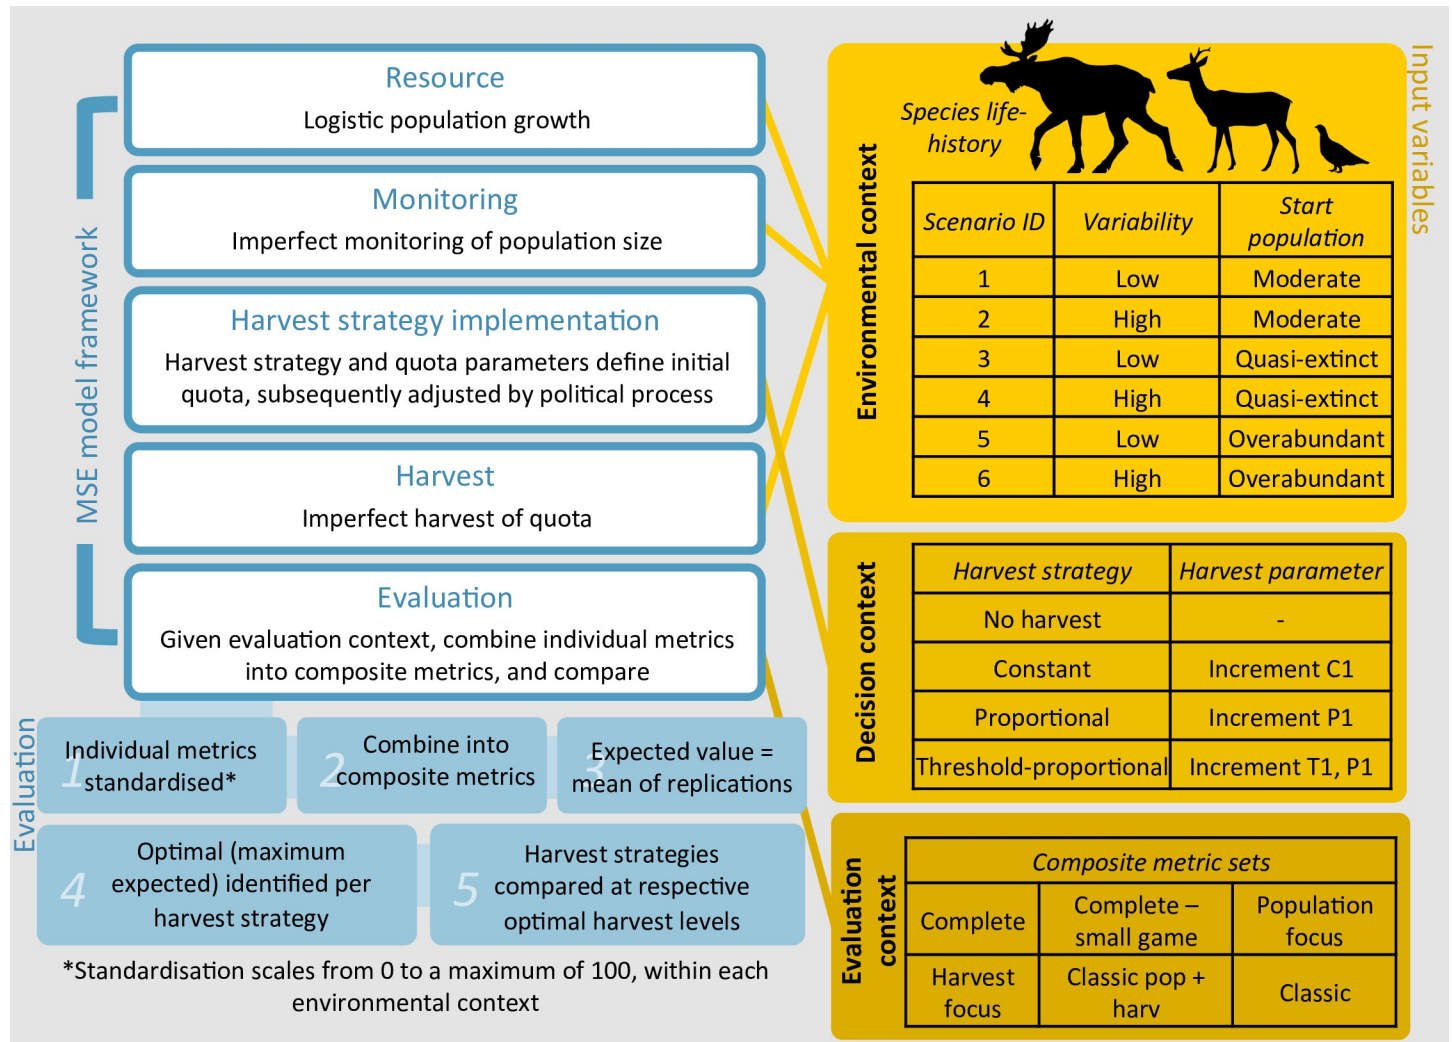 MSE model framework
Resource
Logistic population growth
Monitoring
Imperfect monitoring of population size
Harvest strategy implementation
Harvest strategy and quota parameters define initial
quota, subsequently adjusted by political process
Harvest
Imperfect harvest of quota
Evaluation
Given evaluation context, combine individual metrics
into composite metrics, and compare
Evaluation
1
Individual metrics
standardised*
2
Combine into
composite metrics
3
Expected value =
mean of replications
4
Optimal (maximum
expected) identified per
harvest strategy
5
Harvest strategies
compared at respective
optimal harvest levels
*Standardisation scales from 0 to a maximum of 100, within each
environmental context
Input variables
Environmental context
Species life-
history
Scenario ID Variability Start population
1 Low Moderate
2 High Moderate
3 Low Quasi-extinct
4 High Quasi-extinct
5 Low Overabundant
6 High Overabundant
Decision context
Harvest strategy Harvest parameter
No harvest -
Constant Increment C1
Proportional Increment P1
Threshold-proportional Increment T1, P1
Evaluation
context
Composite metric sets
Complete
Complete –
small game
Population
focus
Harvest
focus
Classic pop +
harv
Classic